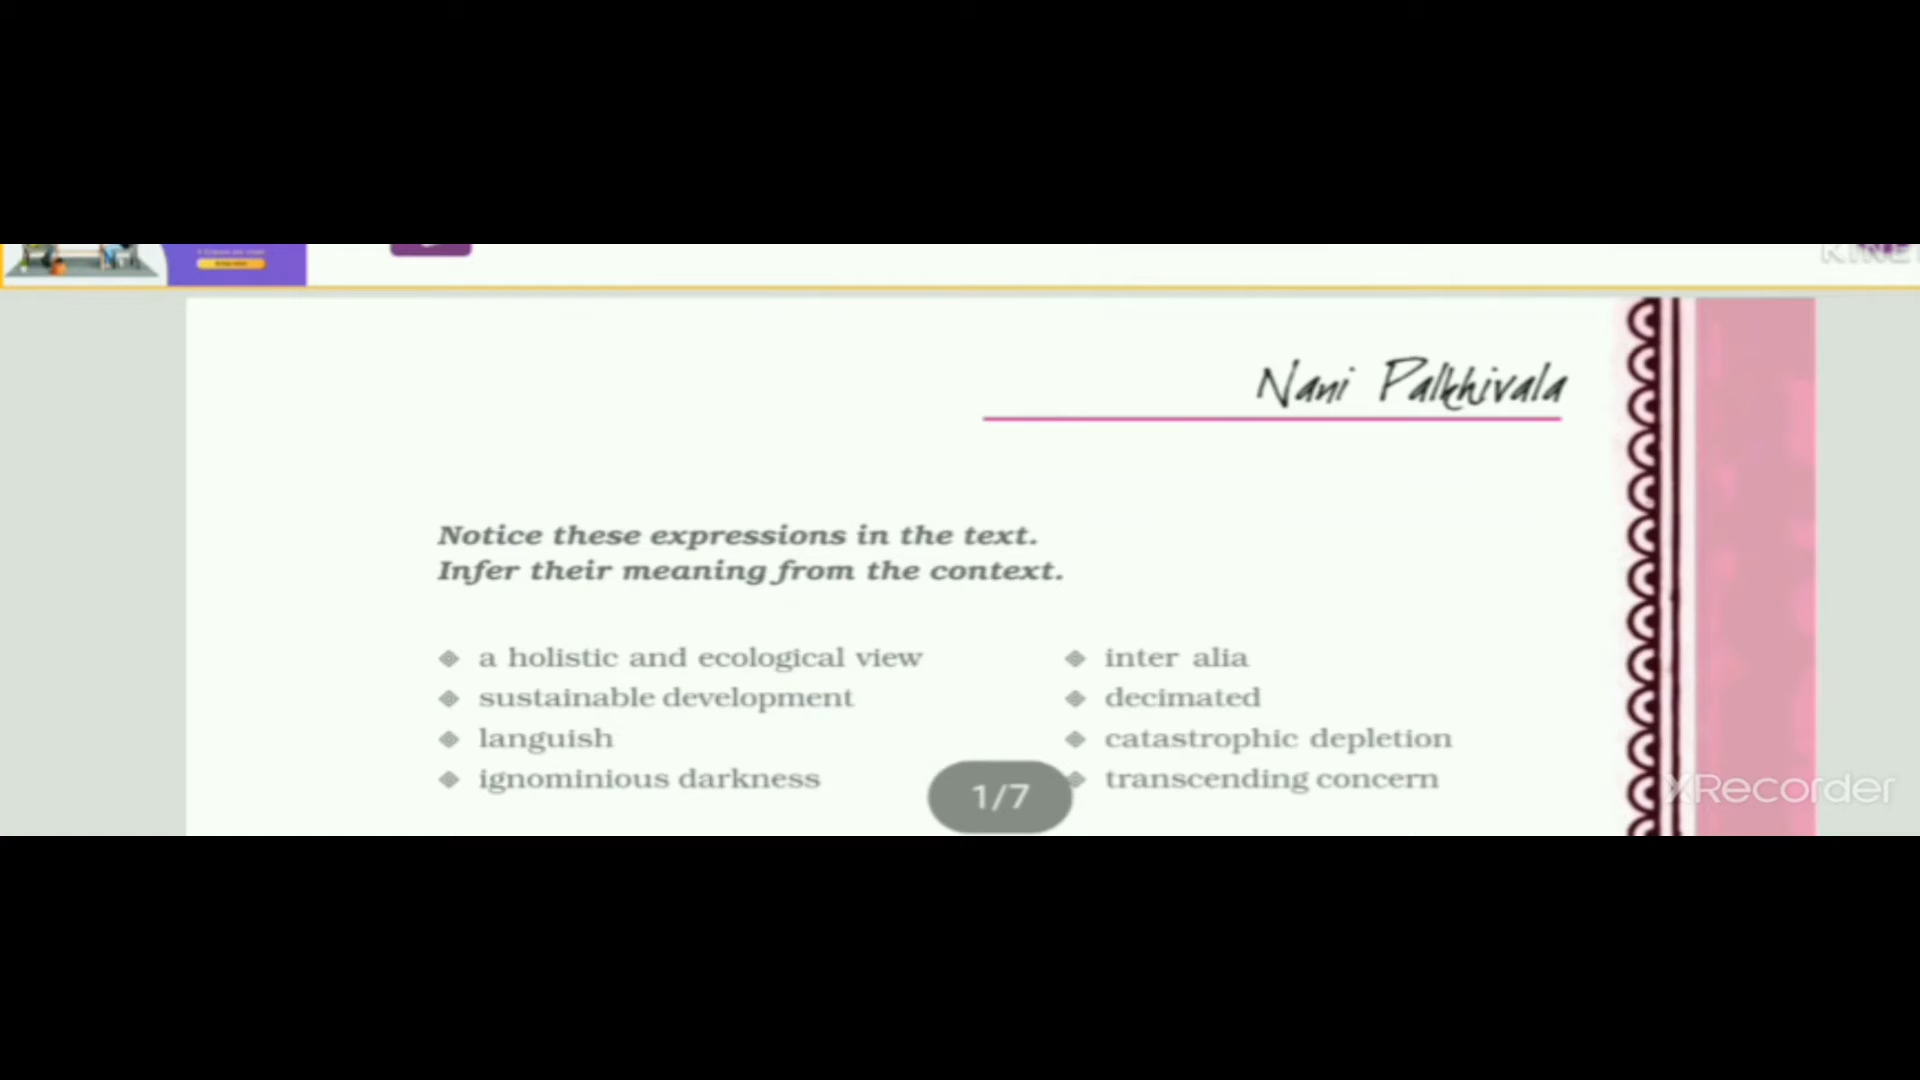 Nani Palkhivala
Notice these expressions in the text.
Infer their meaning from the context.
a holistic and ecological view
sustainable development
languish
ignominious darkness
inter alia
decimated
catastrophic depletion
transcending concern
1/7
XRecorder